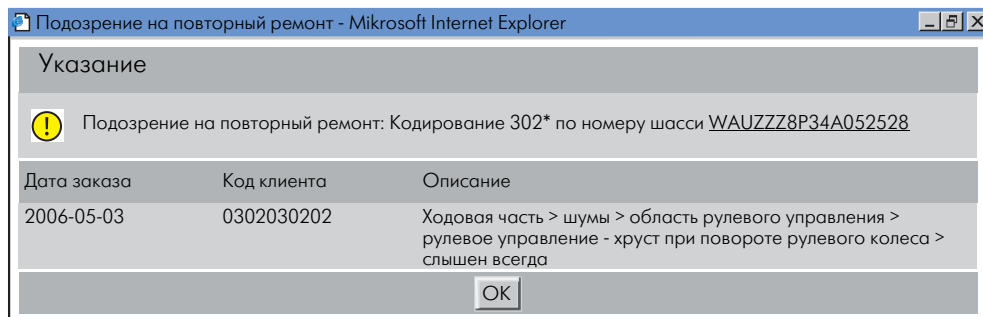 Подозрение на повторный ремонт - Mikrosoft Internet Explorer
Указание
Подозрение на повторный ремонт: Кодирование 302* по номеру шасси WAUZZZ8P34A052528
Дата заказа Код клиента Описание
2006-05-03 0302030202 Ходовая часть > шумы > область рулевого управления >
рулевое управление - хруст при повороте рулевого колеса >
слышен всегда
OK